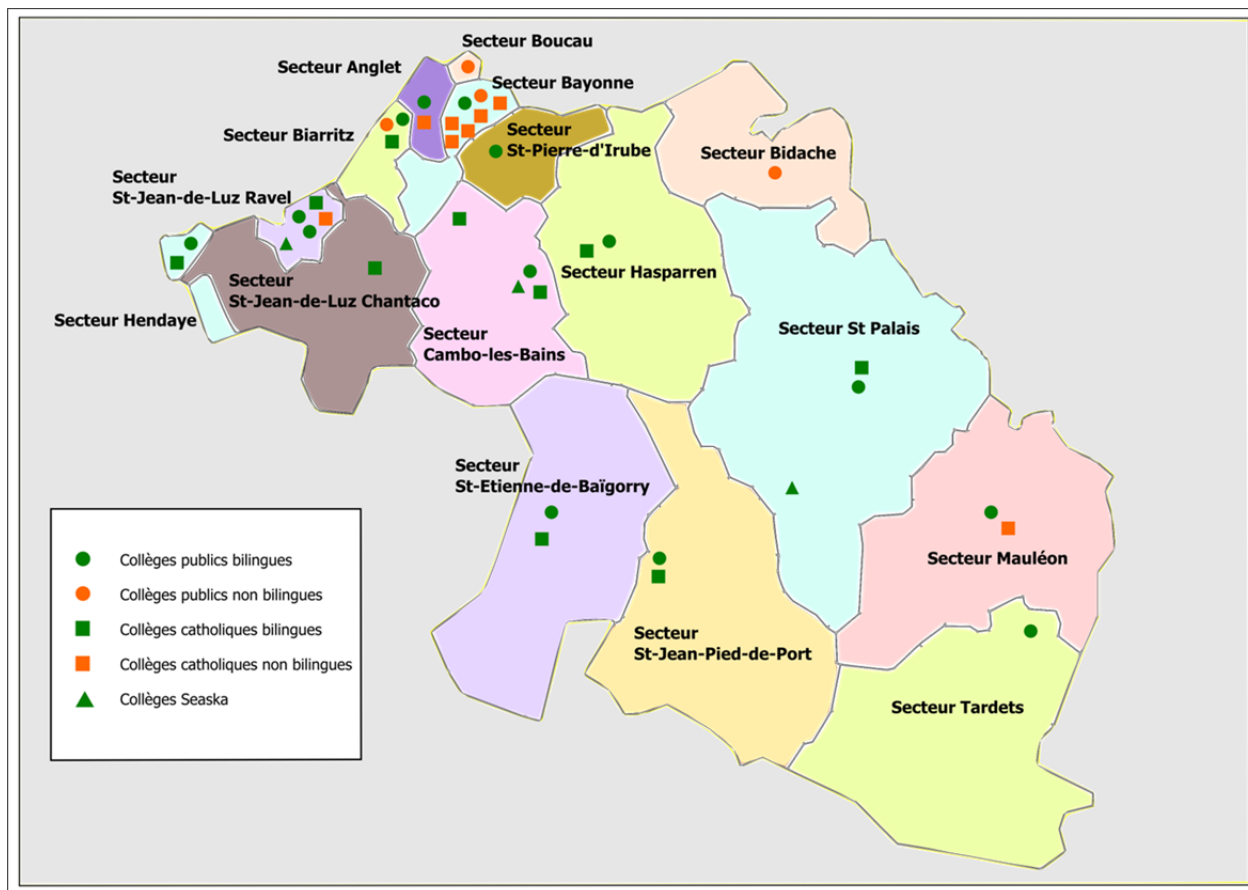 Secteur Boucau
Secteur Anglet
Secteur Bayonne
Secteur Biarritz
Secteur
St-Pierre-d'Irube
Secteur Bidache
Secteur
St-Jean-de-Luz Ravel
Secteur Hasparren
Secteur
St-Jean-de-Luz Chantaco
Secteur Hendaye
Secteur
Cambo-les-Bains
Secteur St Palais
Secteur
St-Etienne-de-Baïgorry
Secteur Mauléon
Secteur
St-Jean-Pied-de-Port
Secteur Tardets
Collèges publics bilingues
Collèges publics non bilingues
Collèges catholiques bilingues
Collèges catholiques non bilingues
Collèges Seaska